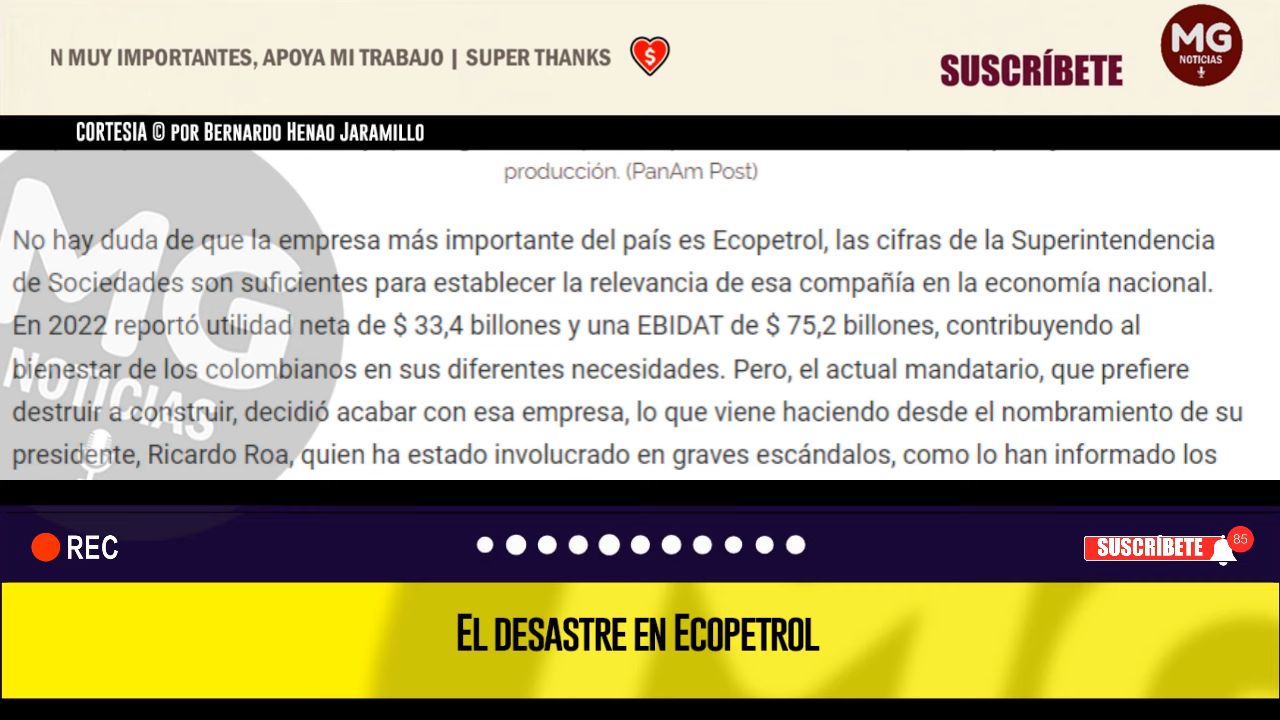 N MUY IMPORTANTES, APOYA MI TRABAJO | SUPER THANKS
$
SUSCRÍBETE
MG
NOTICIAS
CORTESIA © POR BERNARDO HENAO JARAMILLO
producción. (PanAm Post)
No hay duda de que la empresa más importante del país es Ecopetrol, las cifras de la Superintendencia
de Sociedades son suficientes para establecer la relevancia de esa compañía en la economía nacional.
En 2022 reportó utilidad neta de $ 33,4 billones y una EBIDAT de $ 75,2 billones, contribuyendo al
bienestar de los colombianos en sus diferentes necesidades. Pero, el actual mandatario, que prefiere
destruir a construir, decidió acabar con esa empresa, lo que viene haciendo desde el nombramiento de su
presidente, Ricardo Roa, quien ha estado involucrado en graves escándalos, como lo han informado los
MG
NOTICIAS
REC
SUSCRÍBETE
85
EL DESASTRE EN ECOPETROL